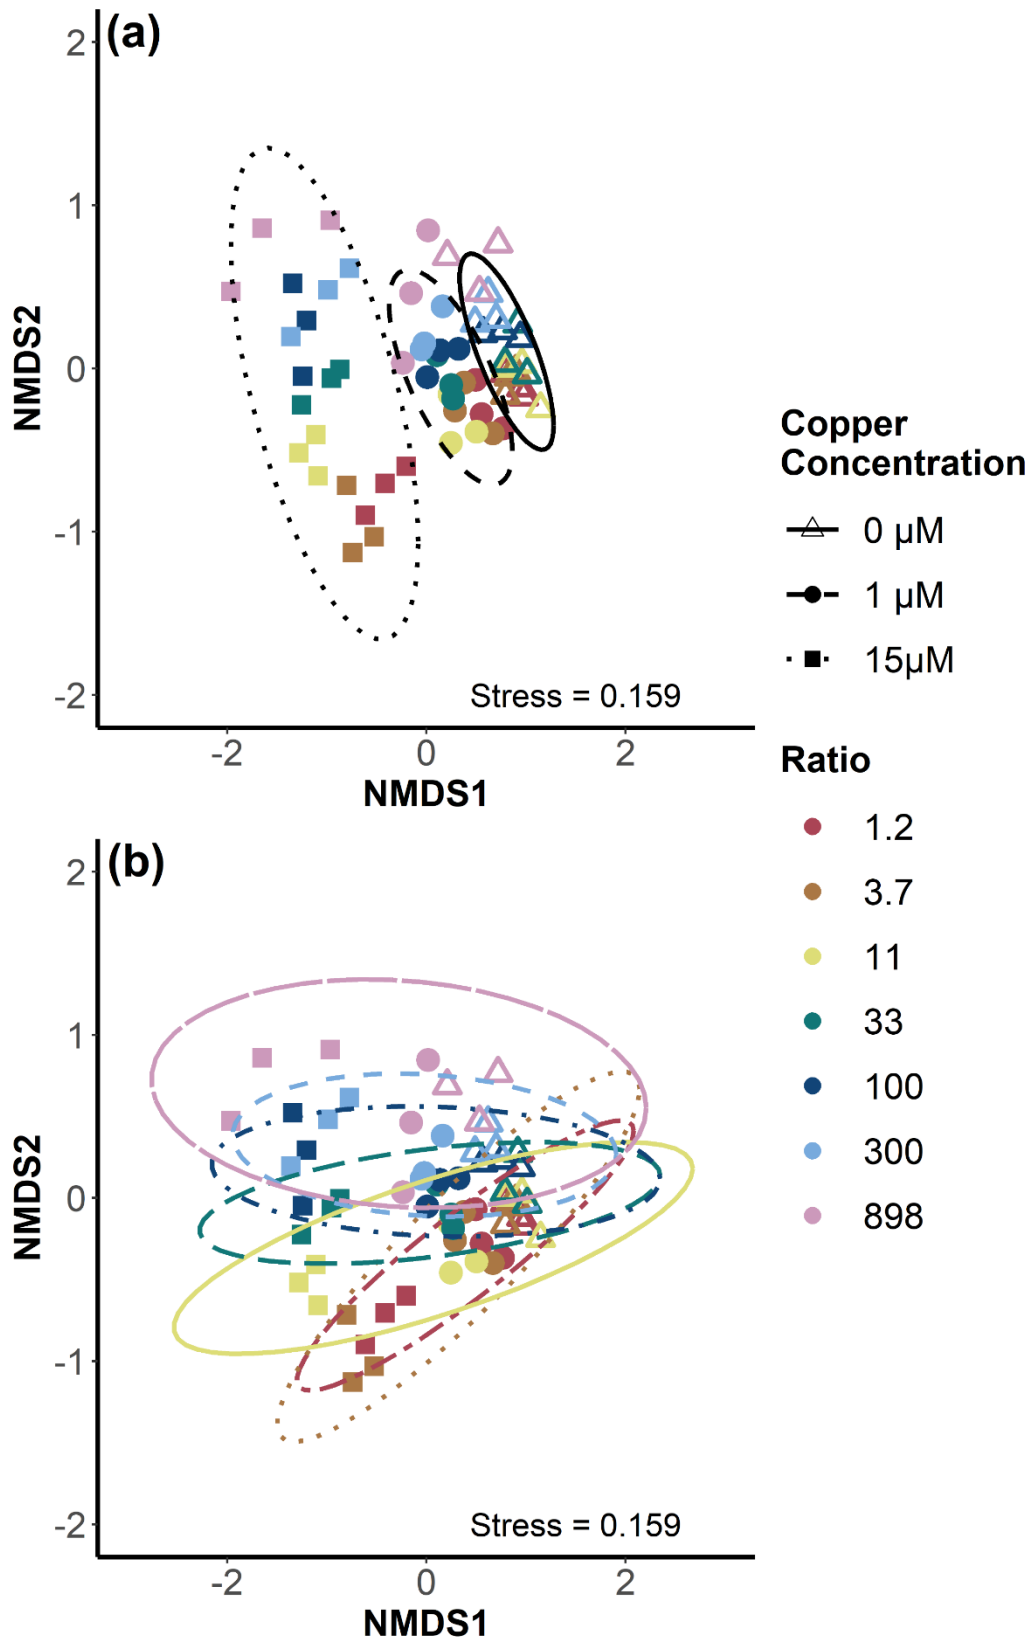 (a)
2
1
0
-1
-2
NMDS2
Stress = 0.159
-2 0 2
NMDS1
Copper
Concentration
0 µM
1 µM
15µM
Ratio
1.2
3.7
11
33
100
300
898
(b)
2
1
0
-1
-2
NMDS2
Stress = 0.159
-2 0 2
NMDS1